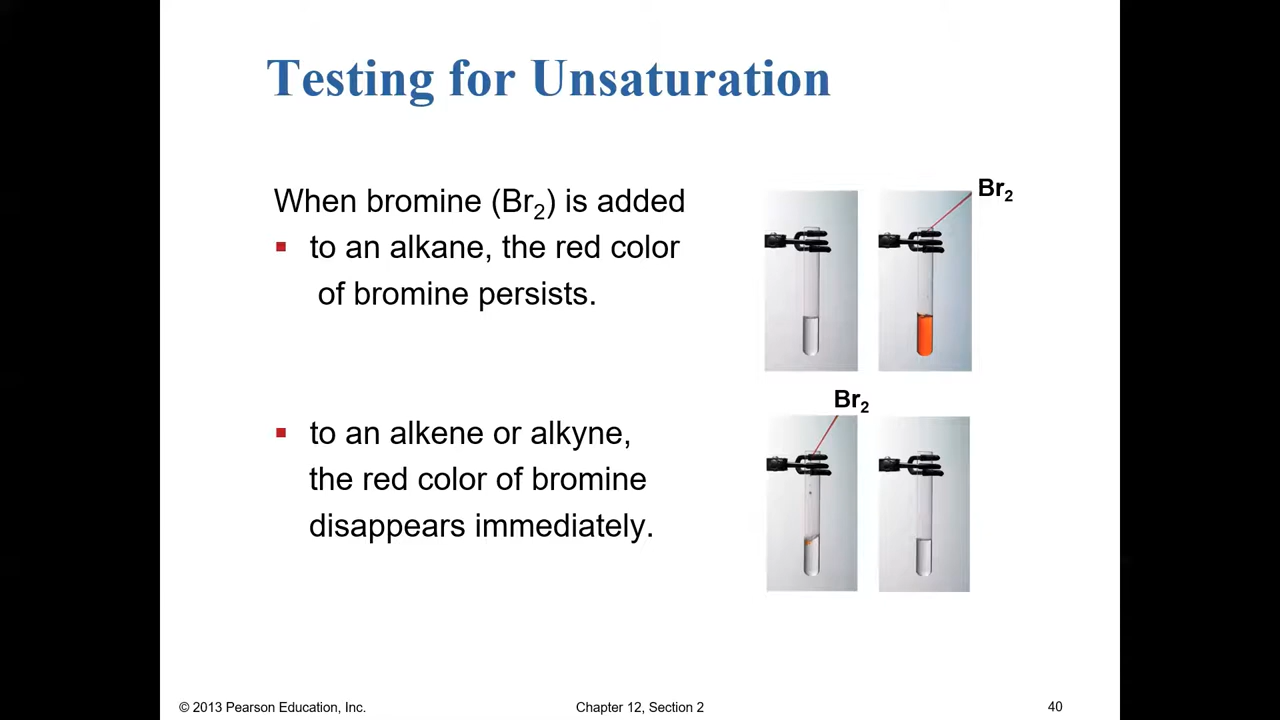 Testing for Unsaturation
When bromine (Br₂) is added
▪ to an alkane, the red color
of bromine persists.
Br₂
Br₂
▪ to an alkene or alkyne,
the red color of bromine
disappears immediately.
© 2013 Pearson Education, Inc.
Chapter 12, Section 2
40